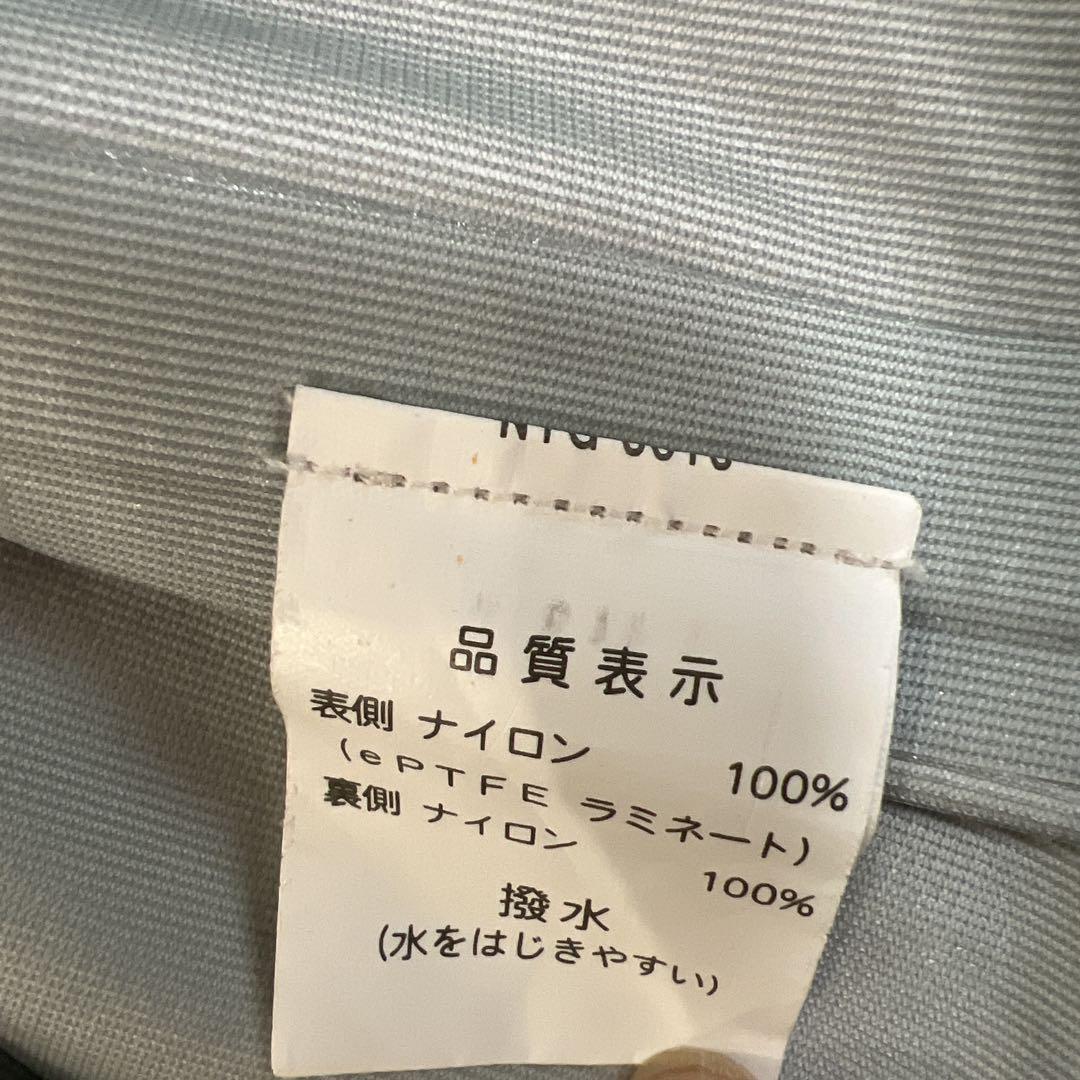 品質表示
表側 ナイロン 100%
(ePTFE ラミネート)
裏側 ナイロン 100%
撥水
(水をはじきやすい)